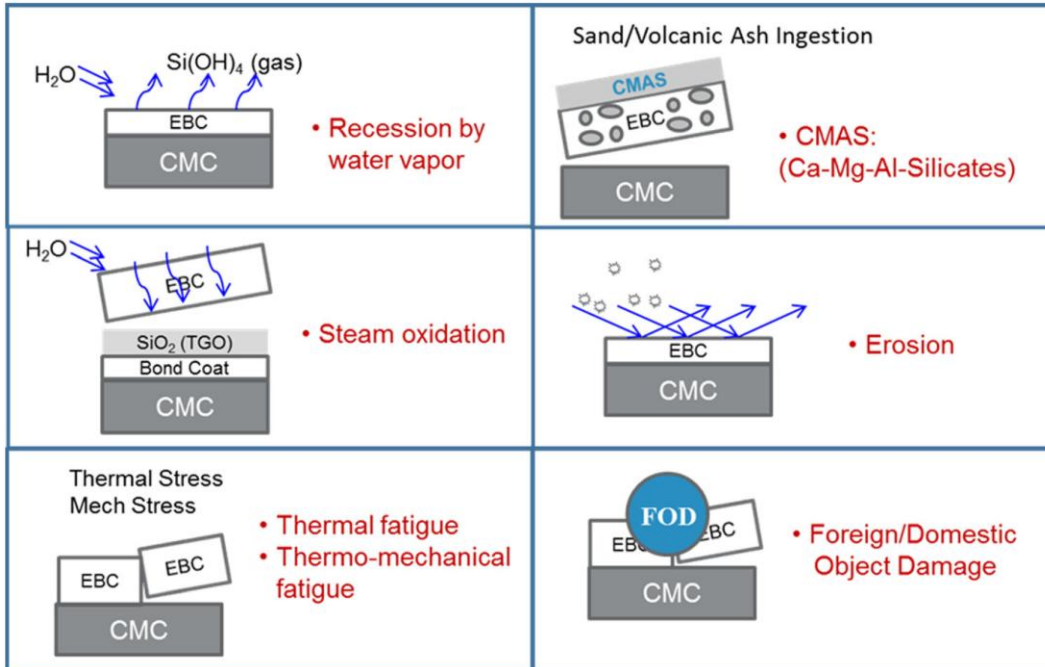 Si(OH)₄ (gas)
H₂O
EBC
CMC
• Recession by
water vapor
Sand/Volcanic Ash Ingestion
CMAS
EBC
CMC
• CMAS:
(Ca-Mg-Al-Silicates)
H₂O
EBC
SiO₂ (TGO)
Bond Coat
CMC
• Steam oxidation
EBC
CMC
• Erosion
Thermal Stress
Mech Stress
EBC
EBC
CMC
• Thermal fatigue
• Thermo-mechanical
fatigue
FOD
EBC
EBC
CMC
• Foreign/Domestic
Object Damage